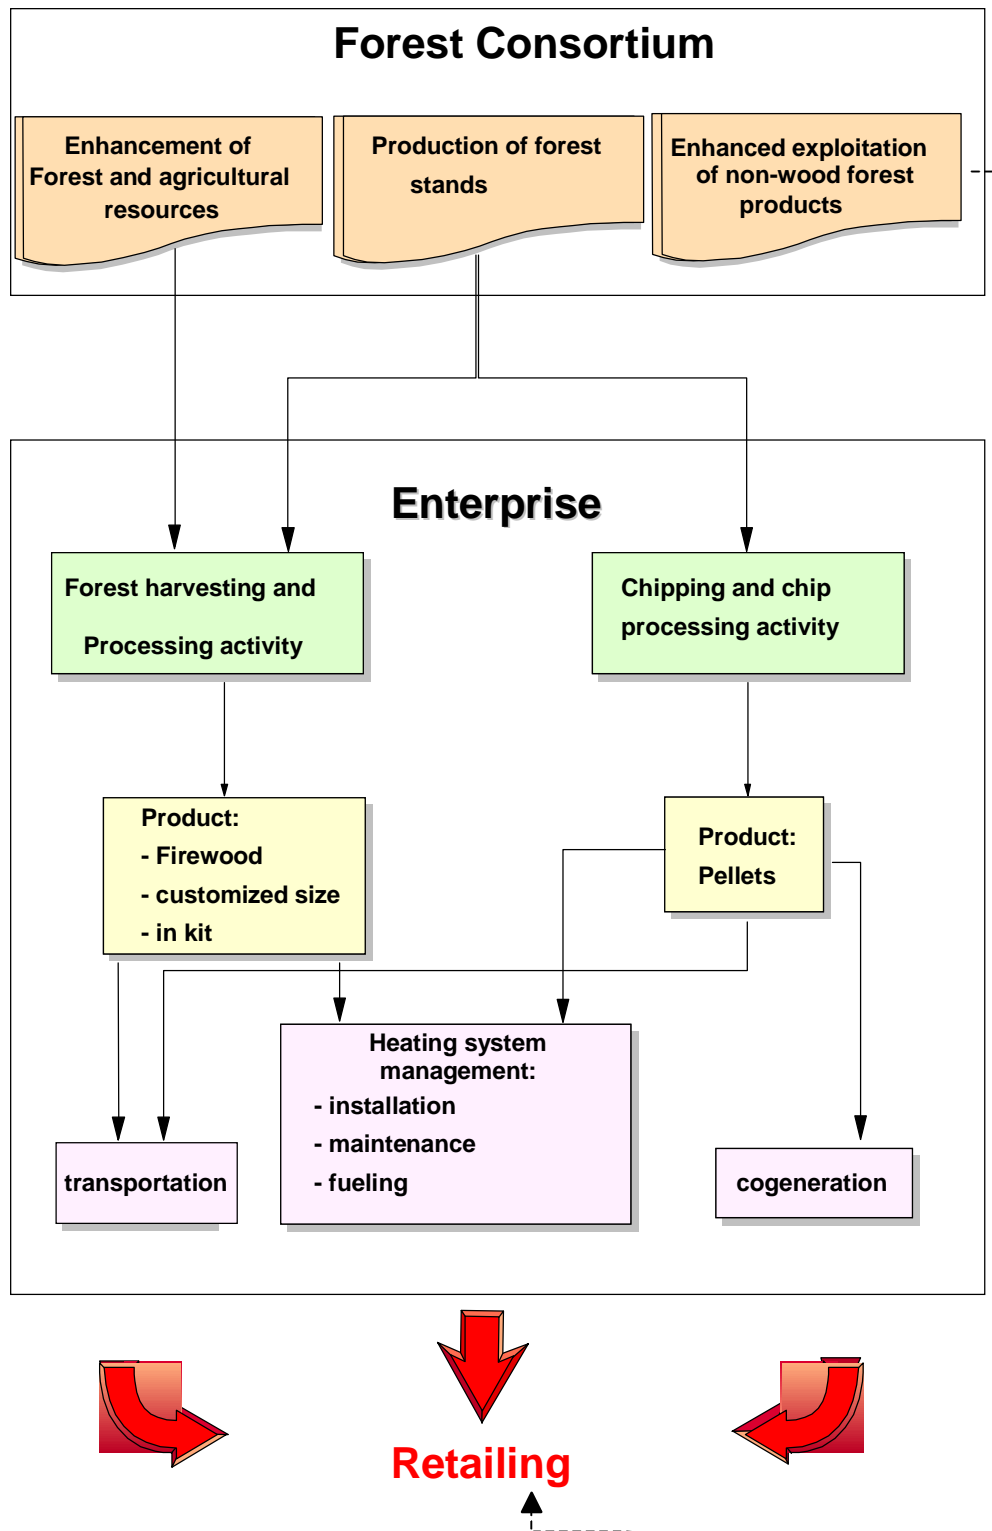 Forest Consortium
Enhancement of
Forest and agricultural
resources
Production of forest
stands
Enhanced exploitation
of non-wood forest
products
Enterprise
Forest harvesting and
Processing activity
Chipping and chip
processing activity
Product:
- Firewood
- customized size
- in kit
Product:
Pellets
Heating system
management:
- installation
- maintenance
- fueling
transportation
cogeneration
Retailing